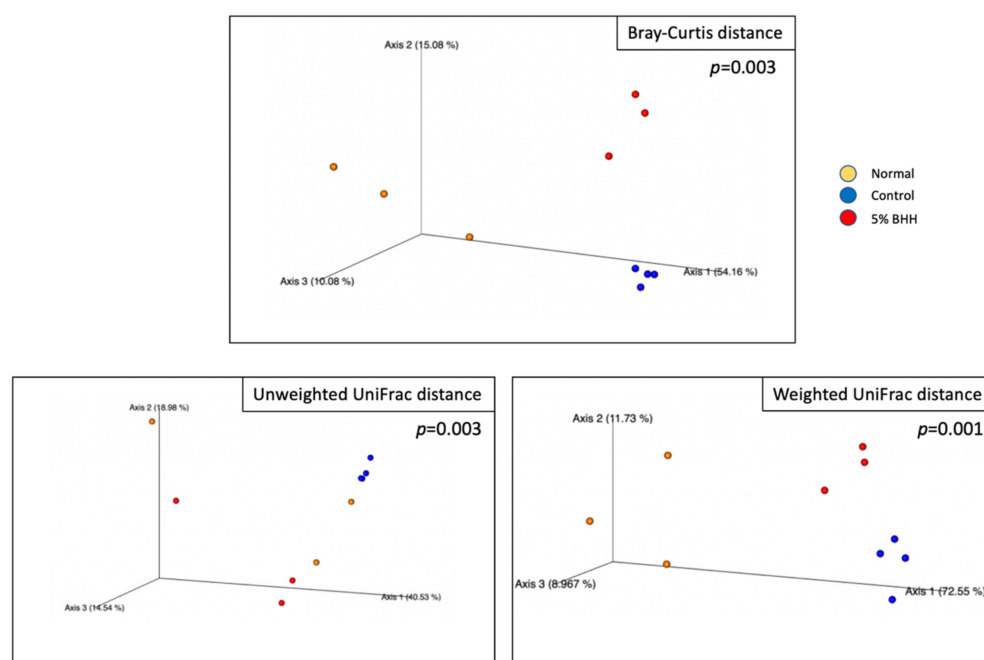 Bray-Curtis distance
p=0.003
Axis 2 (15.08 %)
Axis 1 (54.16 %)
Axis 3 (10.08 %)
Normal
Control
5% BHH
Unweighted UniFrac distance
p=0.003
Axis 2 (18.98 %)
Axis 1 (40.53 %)
Axis 3 (14.54 %)
Weighted UniFrac distance
p=0.001
Axis 2 (11.73 %)
Axis 3 (8.967 %)
Axis 1 (72.55 %)